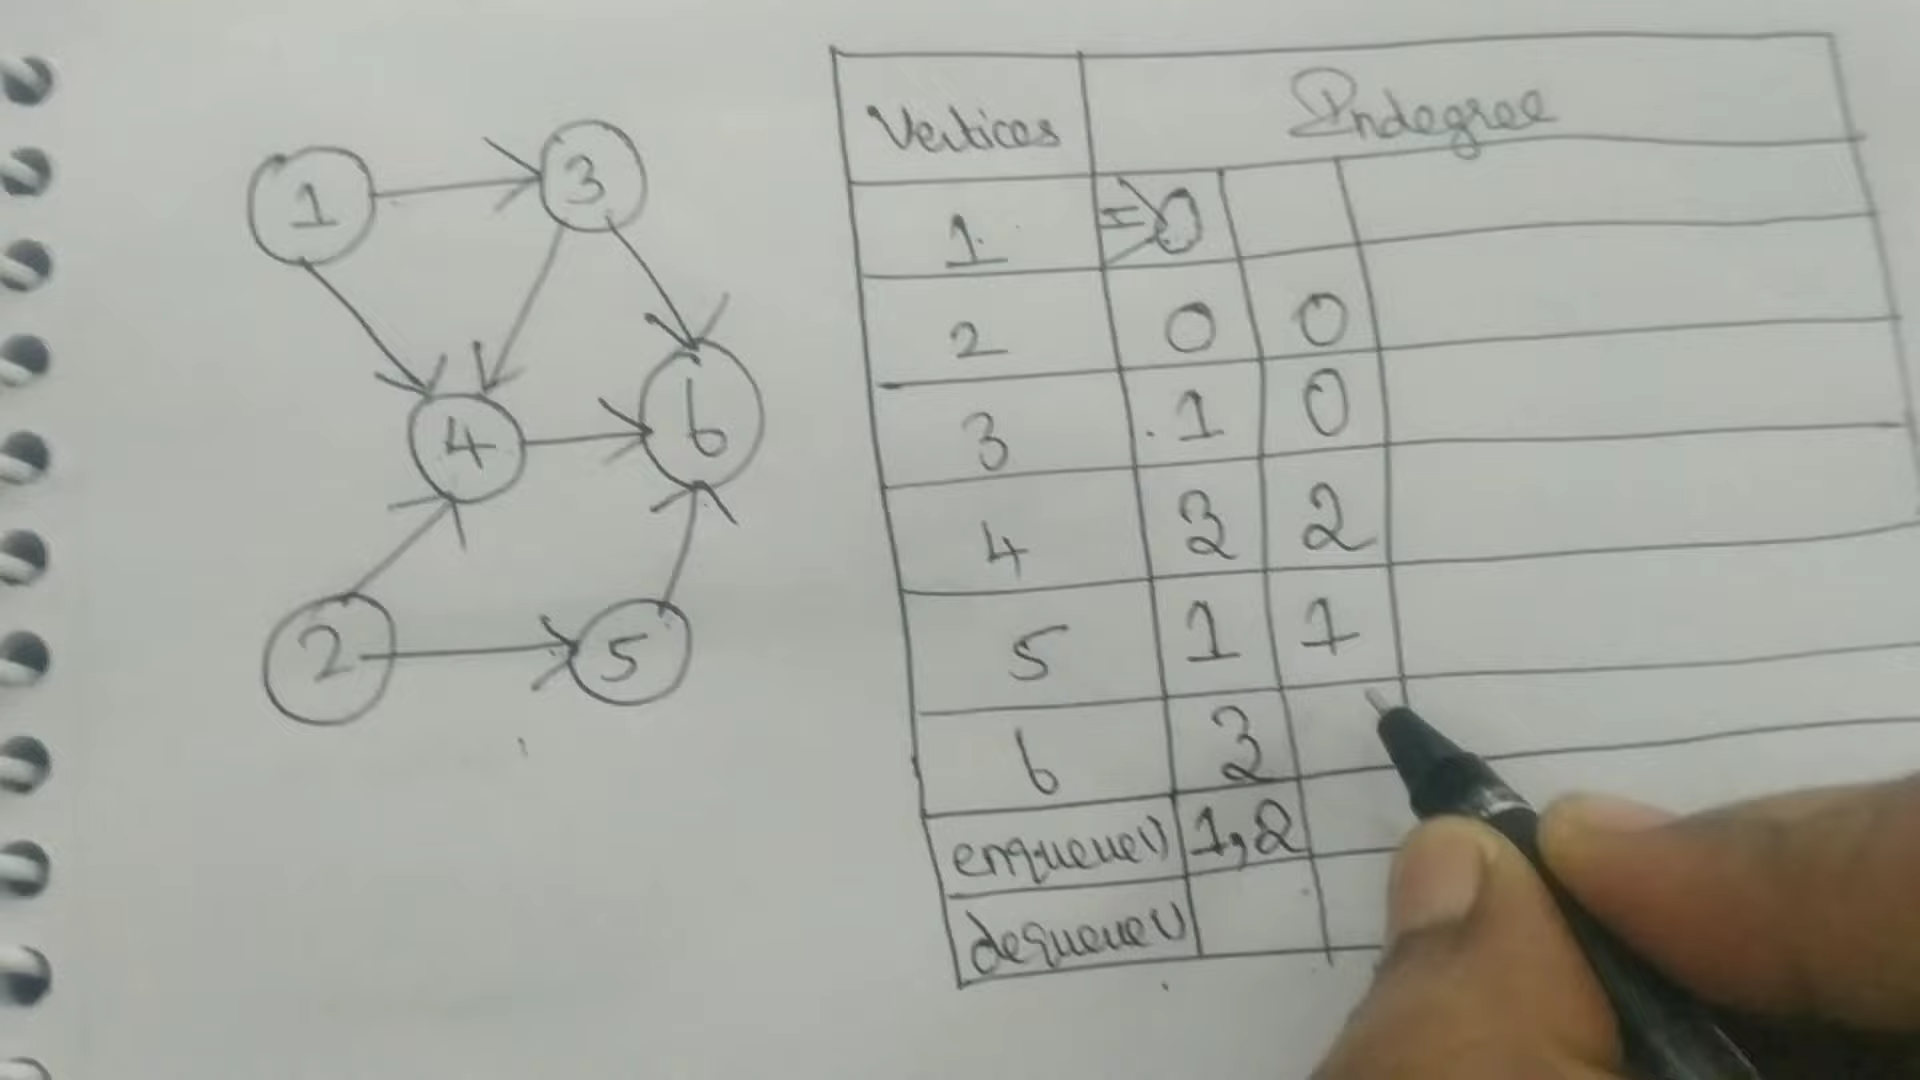 1 3
4 6
2 5
Vertices Indegree
1 0
2 0 0
3 1 0
4 3 2
5 1 1
6 3
enqueue() 1,2
dequeue()